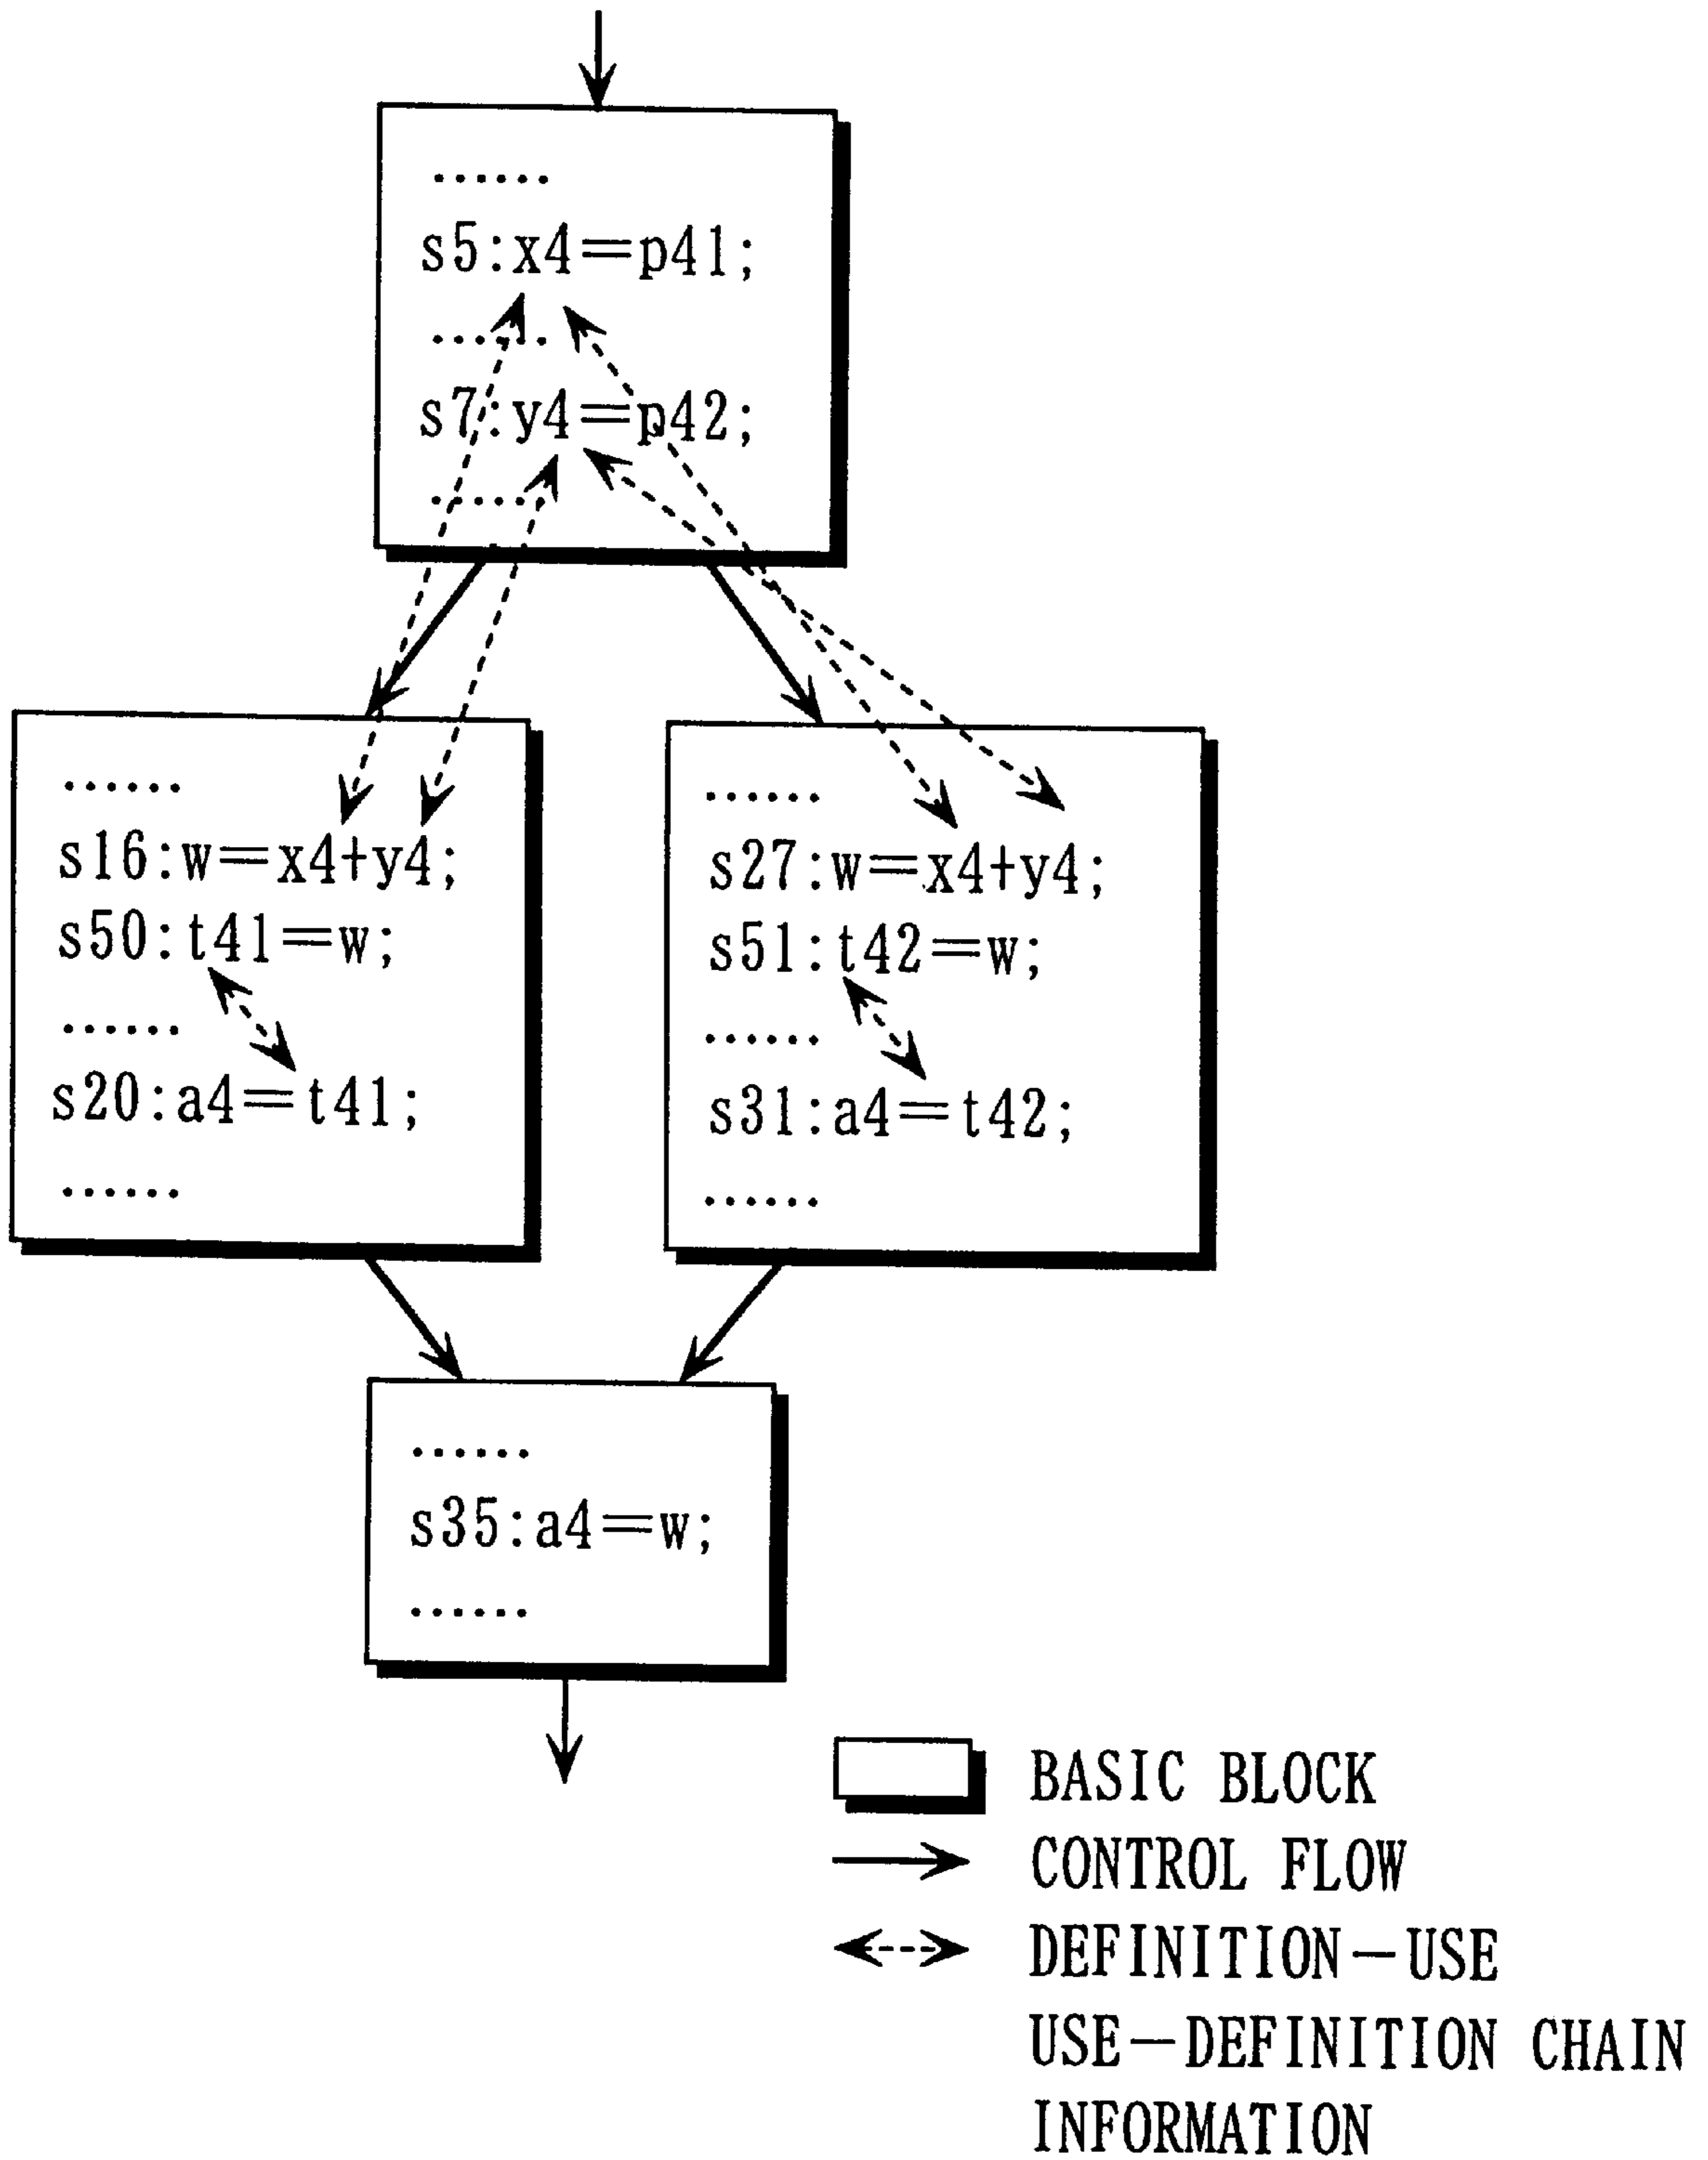 ......
s5:x4=p41;
......
s7:y4=p42;
......
......
s16:w=x4+y4;
s50:t41=w;
......
s20:a4=t41;
......
......
s27:w=x4+y4;
s51:t42=w;
......
s31:a4=t42;
......
......
s35:a4=w;
......
BASIC BLOCK
CONTROL FLOW
DEFINITION-USE
USE-DEFINITION CHAIN
INFORMATION